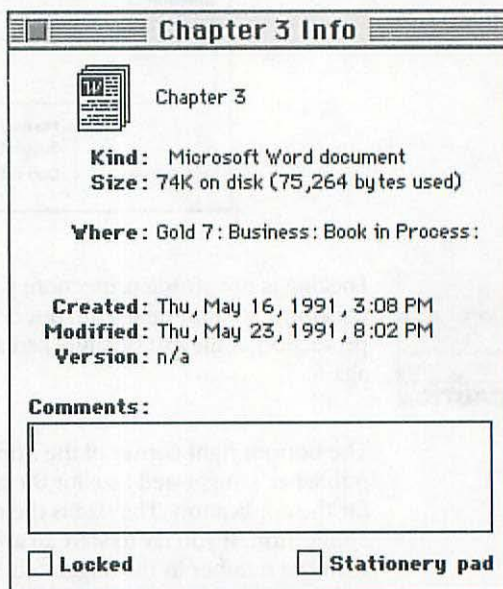 Chapter 3 Info
Chapter 3
Kind: Microsoft Word document
Size: 74K on disk (75,264 bytes used)
Where: Gold 7: Business: Book in Process:
Created: Thu, May 16, 1991, 3:08 PM
Modified: Thu, May 23, 1991, 8:02 PM
Version: n/a
Comments:
Locked Stationery pad